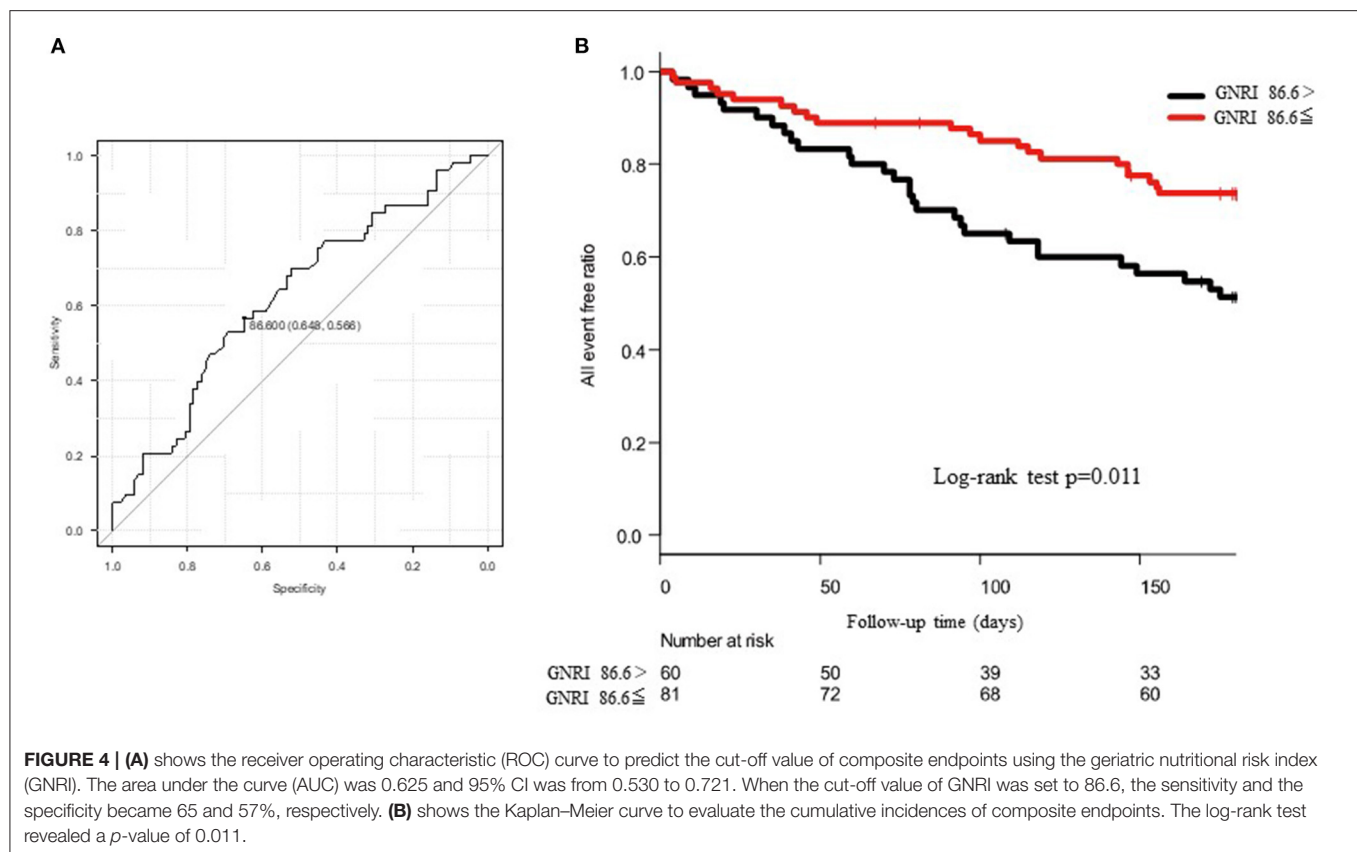 A
1.0
0.8
0.6
0.4
0.2
0.0
Sensitivity
86.600 (0.648, 0.566)
1.0 0.8 0.6 0.4 0.2 0.0
Specificity
B
1.0
0.8
0.6
0.4
0.2
0.0
All event free ratio
GNRI 86.6>
GNRI 86.6≦
Log-rank test p=0.011
0 50 100 150
Follow-up time (days)
Number at risk
GNRI 86.6> 60 50 39 33
GNRI 86.6≦ 81 72 68 60
FIGURE 4 | (A) shows the receiver operating characteristic (ROC) curve to predict the cut-off value of composite endpoints using the geriatric nutritional risk index
(GNRI). The area under the curve (AUC) was 0.625 and 95% CI was from 0.530 to 0.721. When the cut-off value of GNRI was set to 86.6, the sensitivity and the
specificity became 65 and 57%, respectively. (B) shows the Kaplan–Meier curve to evaluate the cumulative incidences of composite endpoints. The log-rank test
revealed a p-value of 0.011.